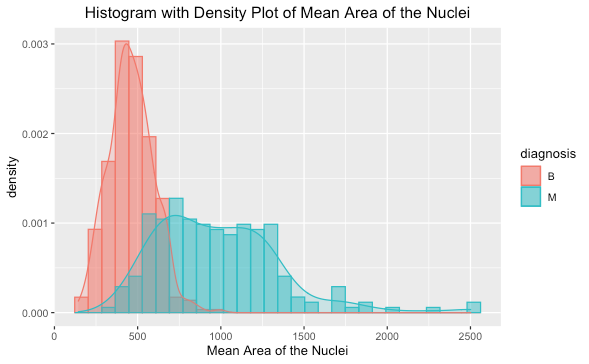 Histogram with Density Plot of Mean Area of the Nuclei
0.003
0.002
0.001
0.000
density
0 500 1000 1500 2000 2500
Mean Area of the Nuclei
diagnosis
B
M